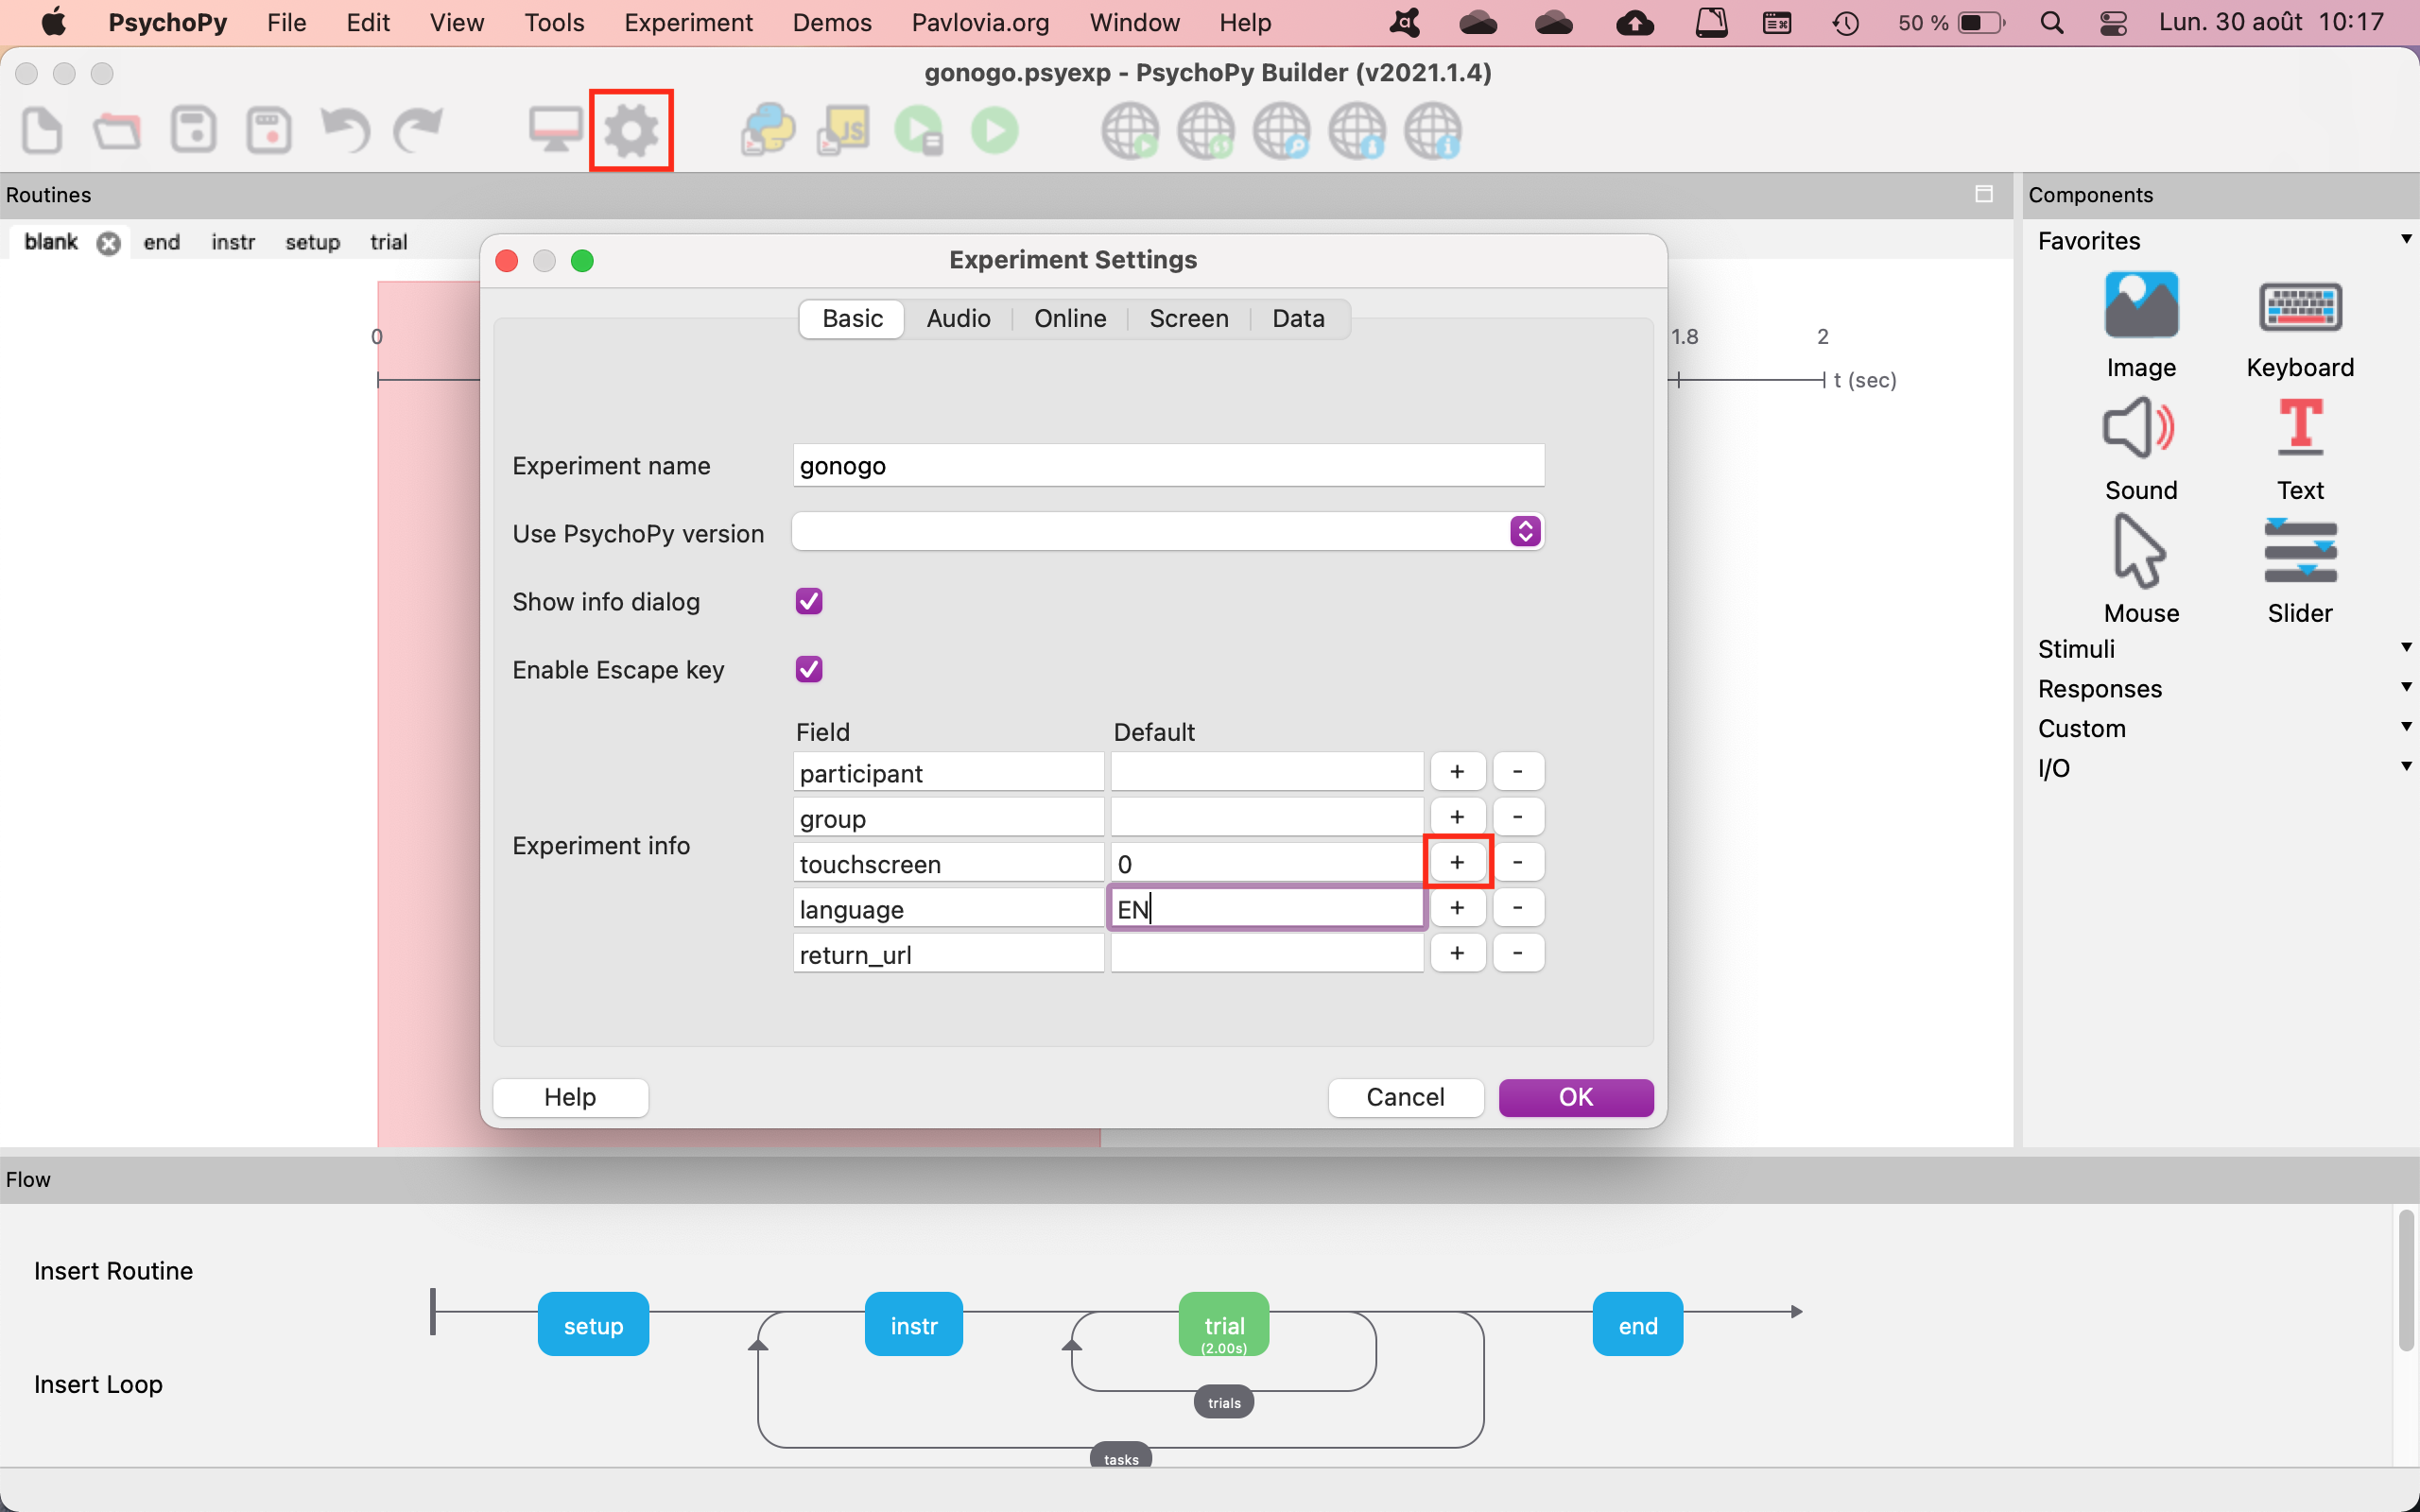 PsychoPy File Edit View Tools Experiment Demos Pavlovia.org Window Help 50 % Lun. 30 août 10:17
gonogo.psyexp - PsychoPy Builder (v2021.1.4)
JS
Routines
Components
blank end instr setup trial
Favorites
Experiment Settings
Basic Audio Online Screen Data
0 1.8 2
t (sec)
Image Keyboard
Experiment name gonogo
Sound Text
Use PsychoPy version
Show info dialog
Mouse Slider
Stimuli
Enable Escape key
Responses
Field Default
Custom
participant + -
I/O
group + -
Experiment info
touchscreen 0 + -
language EN + -
return_url + -
Help Cancel OK
Flow
Insert Routine
setup instr trial end
(2.00s)
Insert Loop
trials
tasks